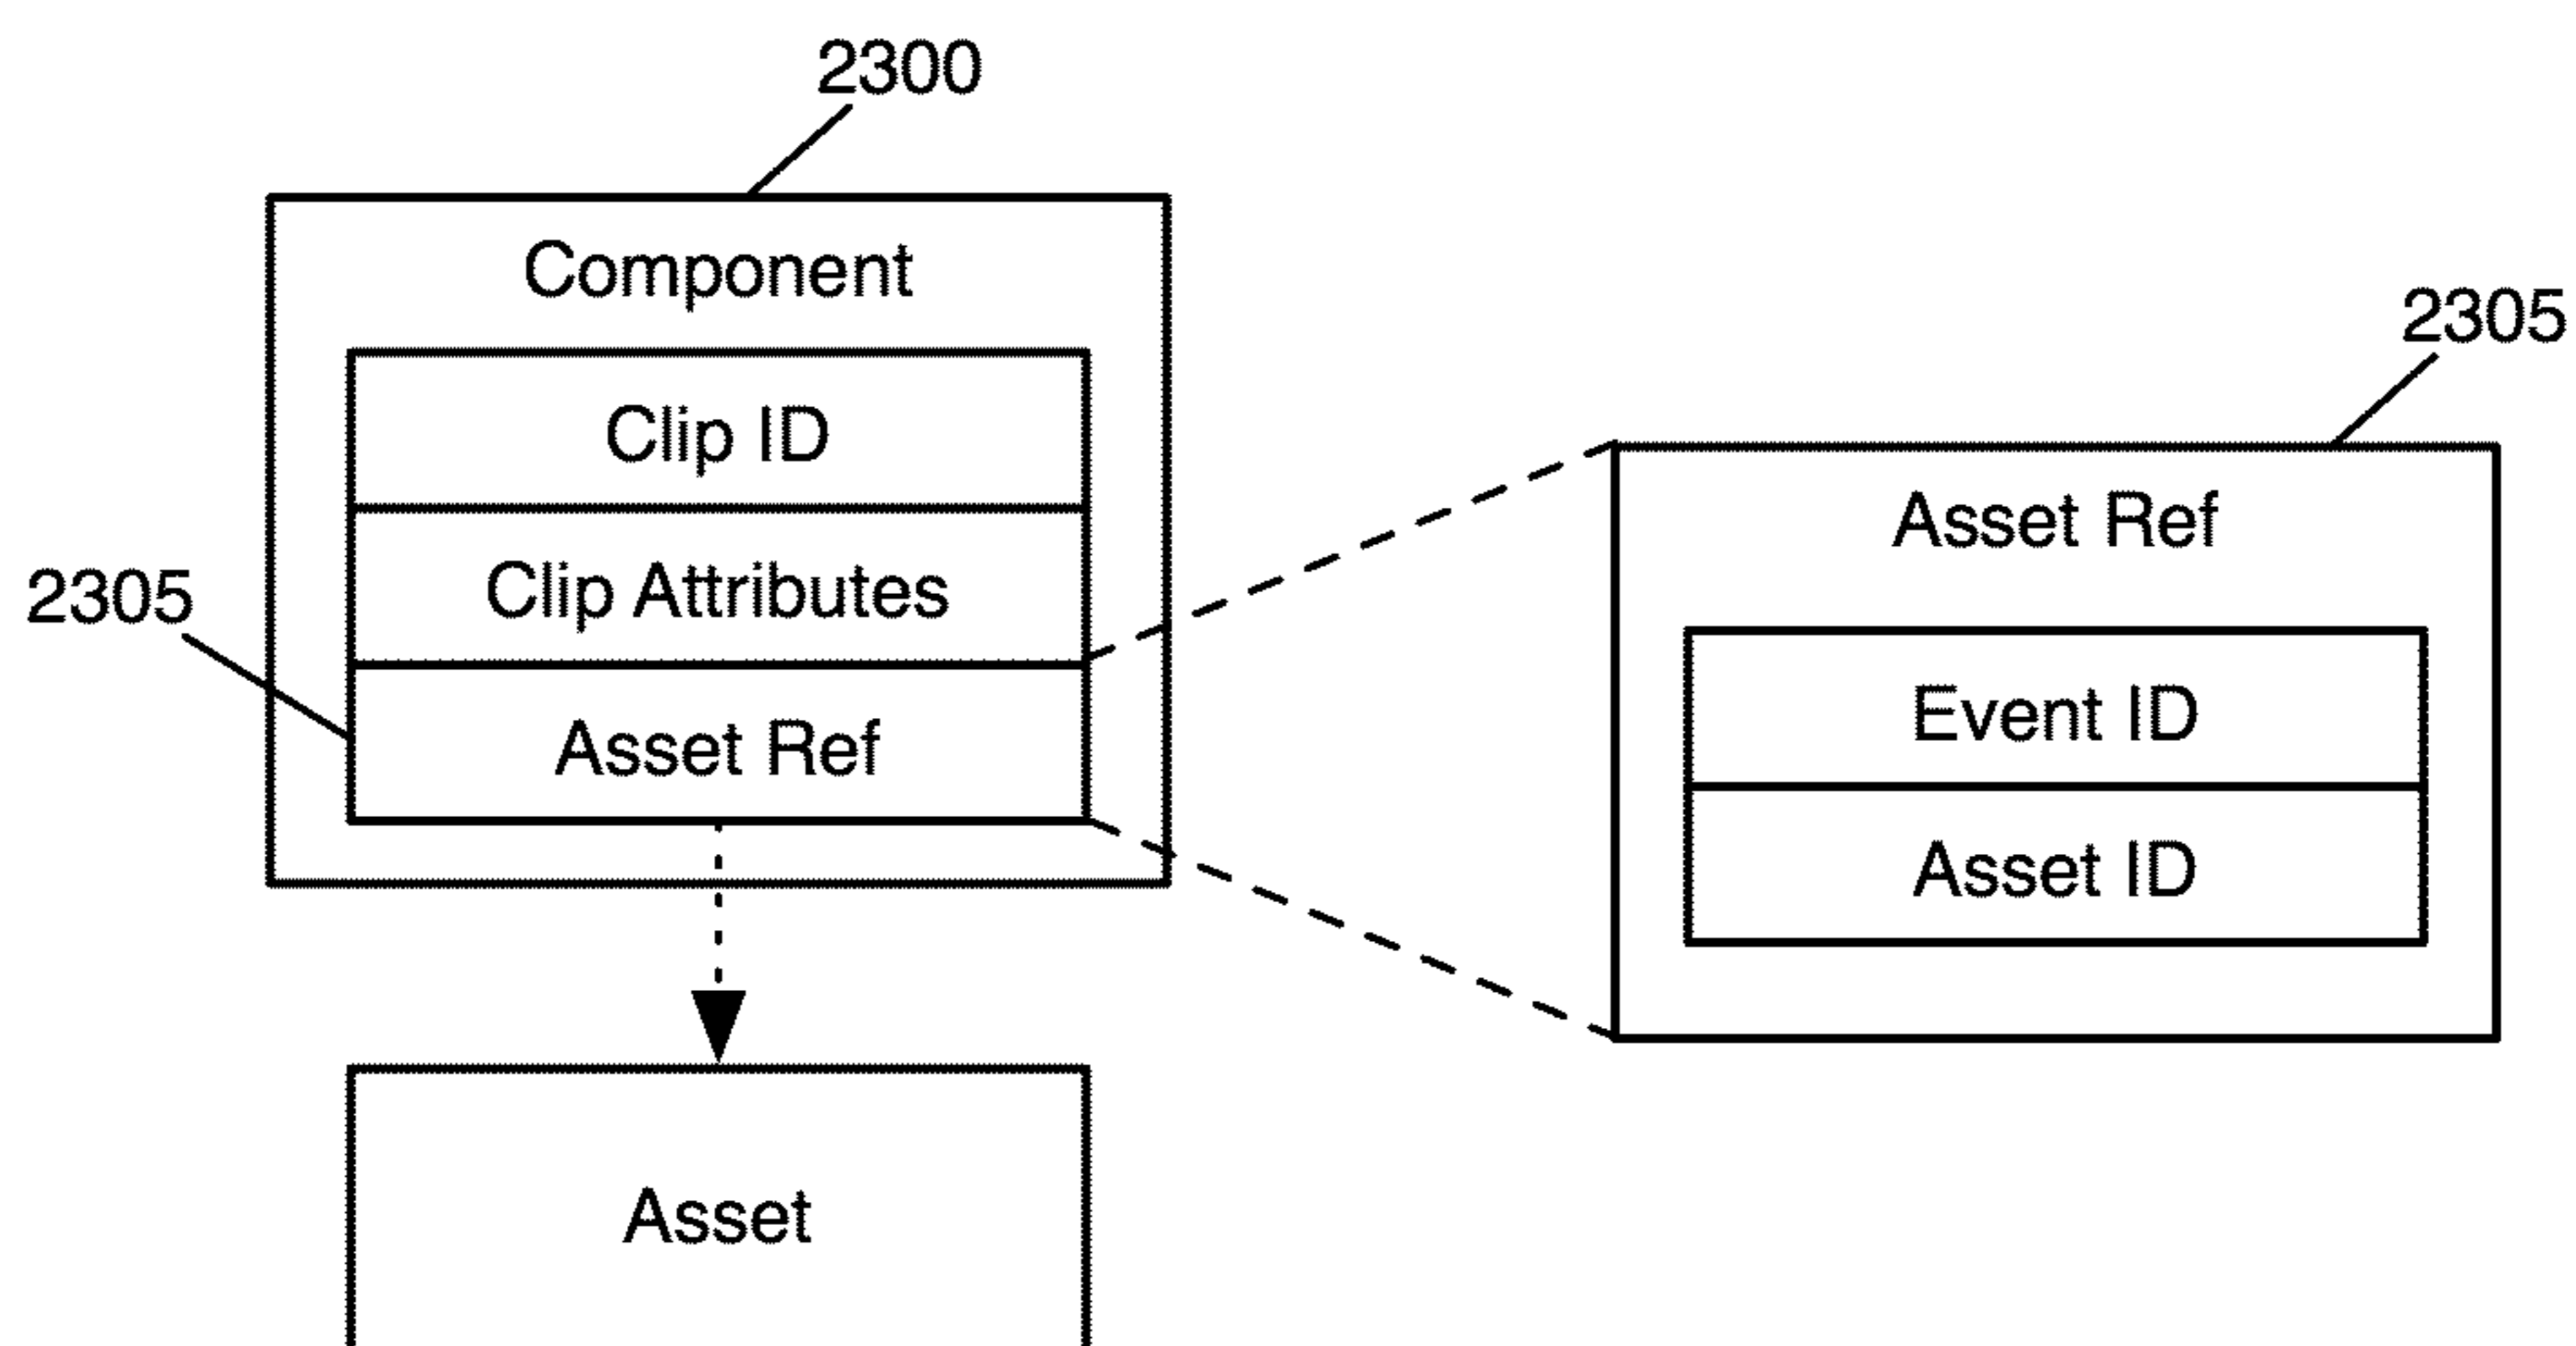 2300
Component
Clip ID
Clip Attributes
2305
Asset Ref
2305
Asset Ref
Event ID
Asset ID
Asset